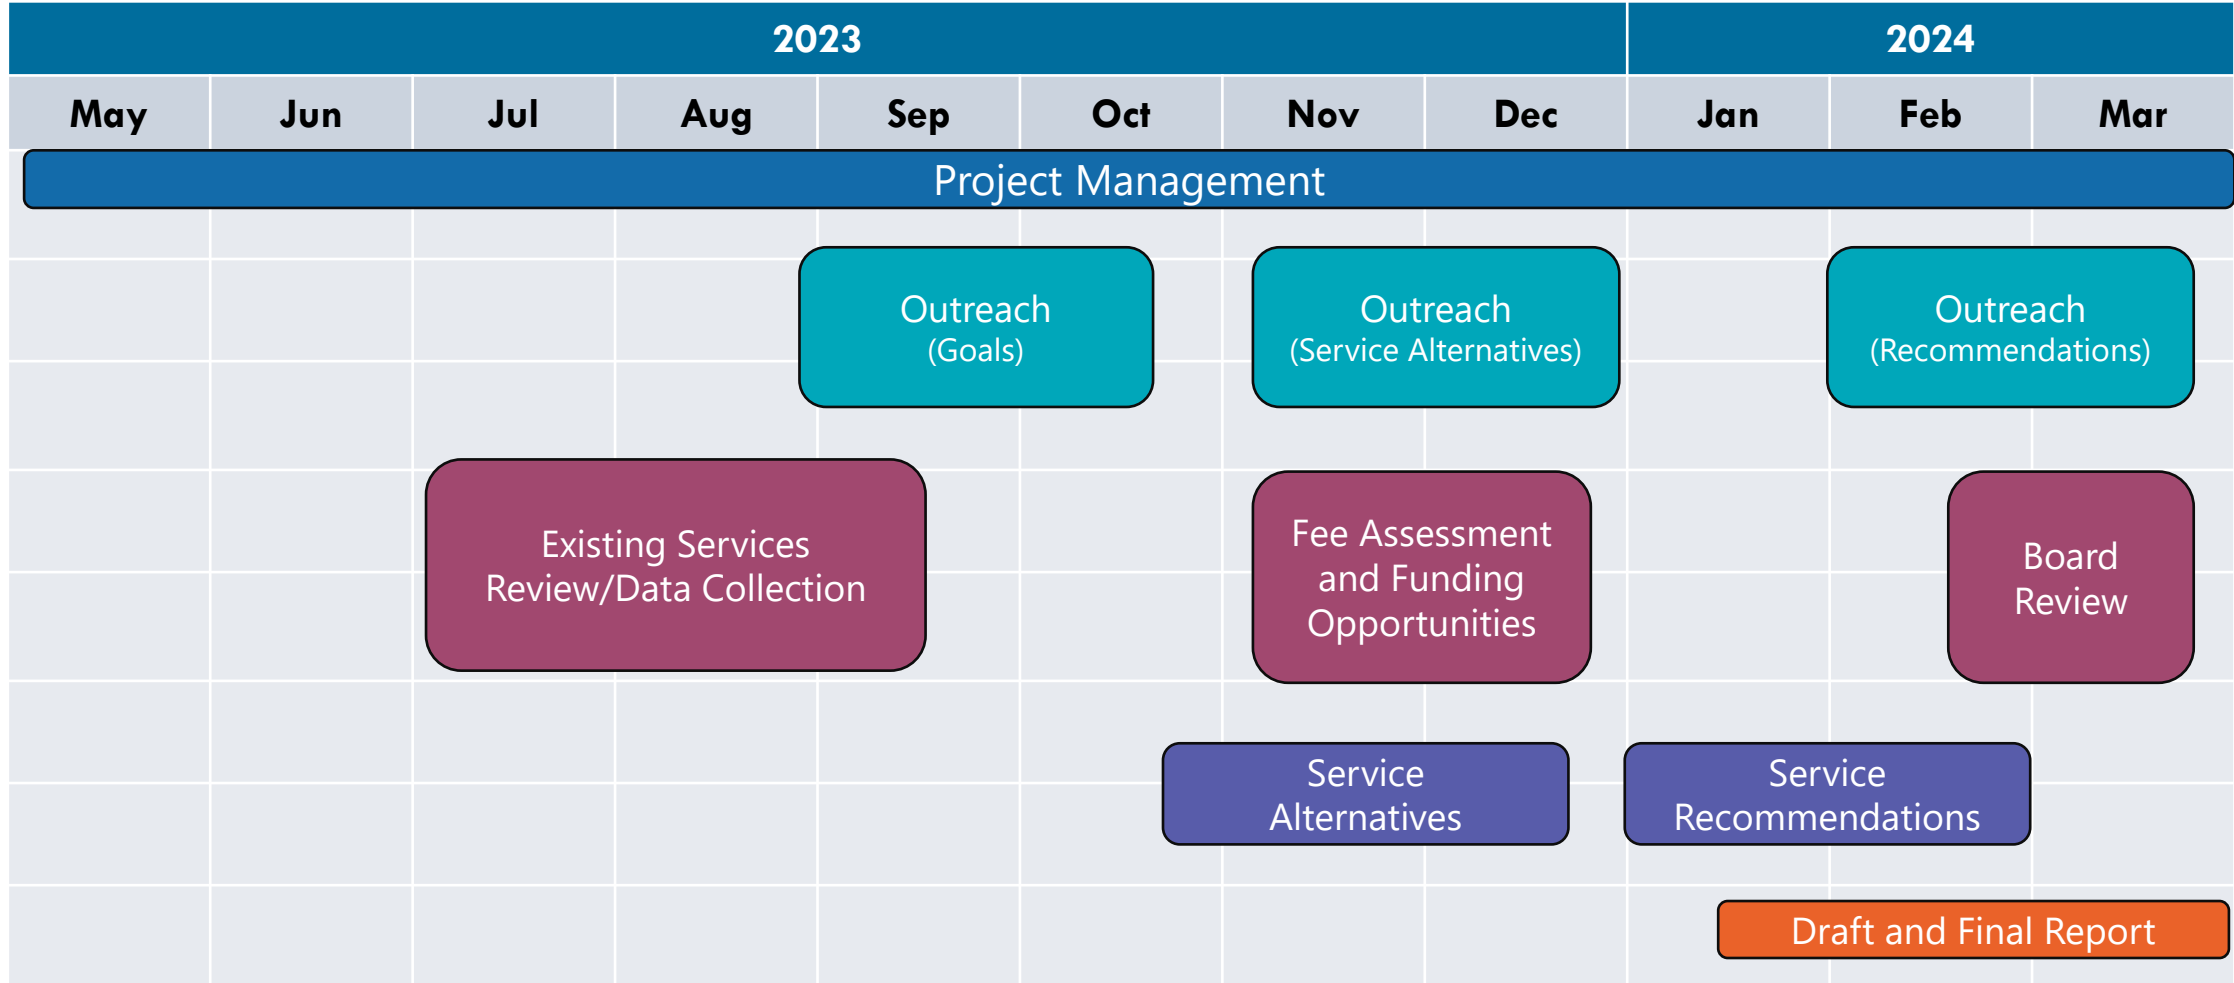 2023 2024
May Jun Jul Aug Sep Oct Nov Dec Jan Feb Mar
Project Management
Outreach
(Goals)
Outreach
(Service Alternatives)
Outreach
(Recommendations)
Existing Services
Review/Data Collection
Fee Assessment
and Funding
Opportunities
Board
Review
Service
Alternatives
Service
Recommendations
Draft and Final Report